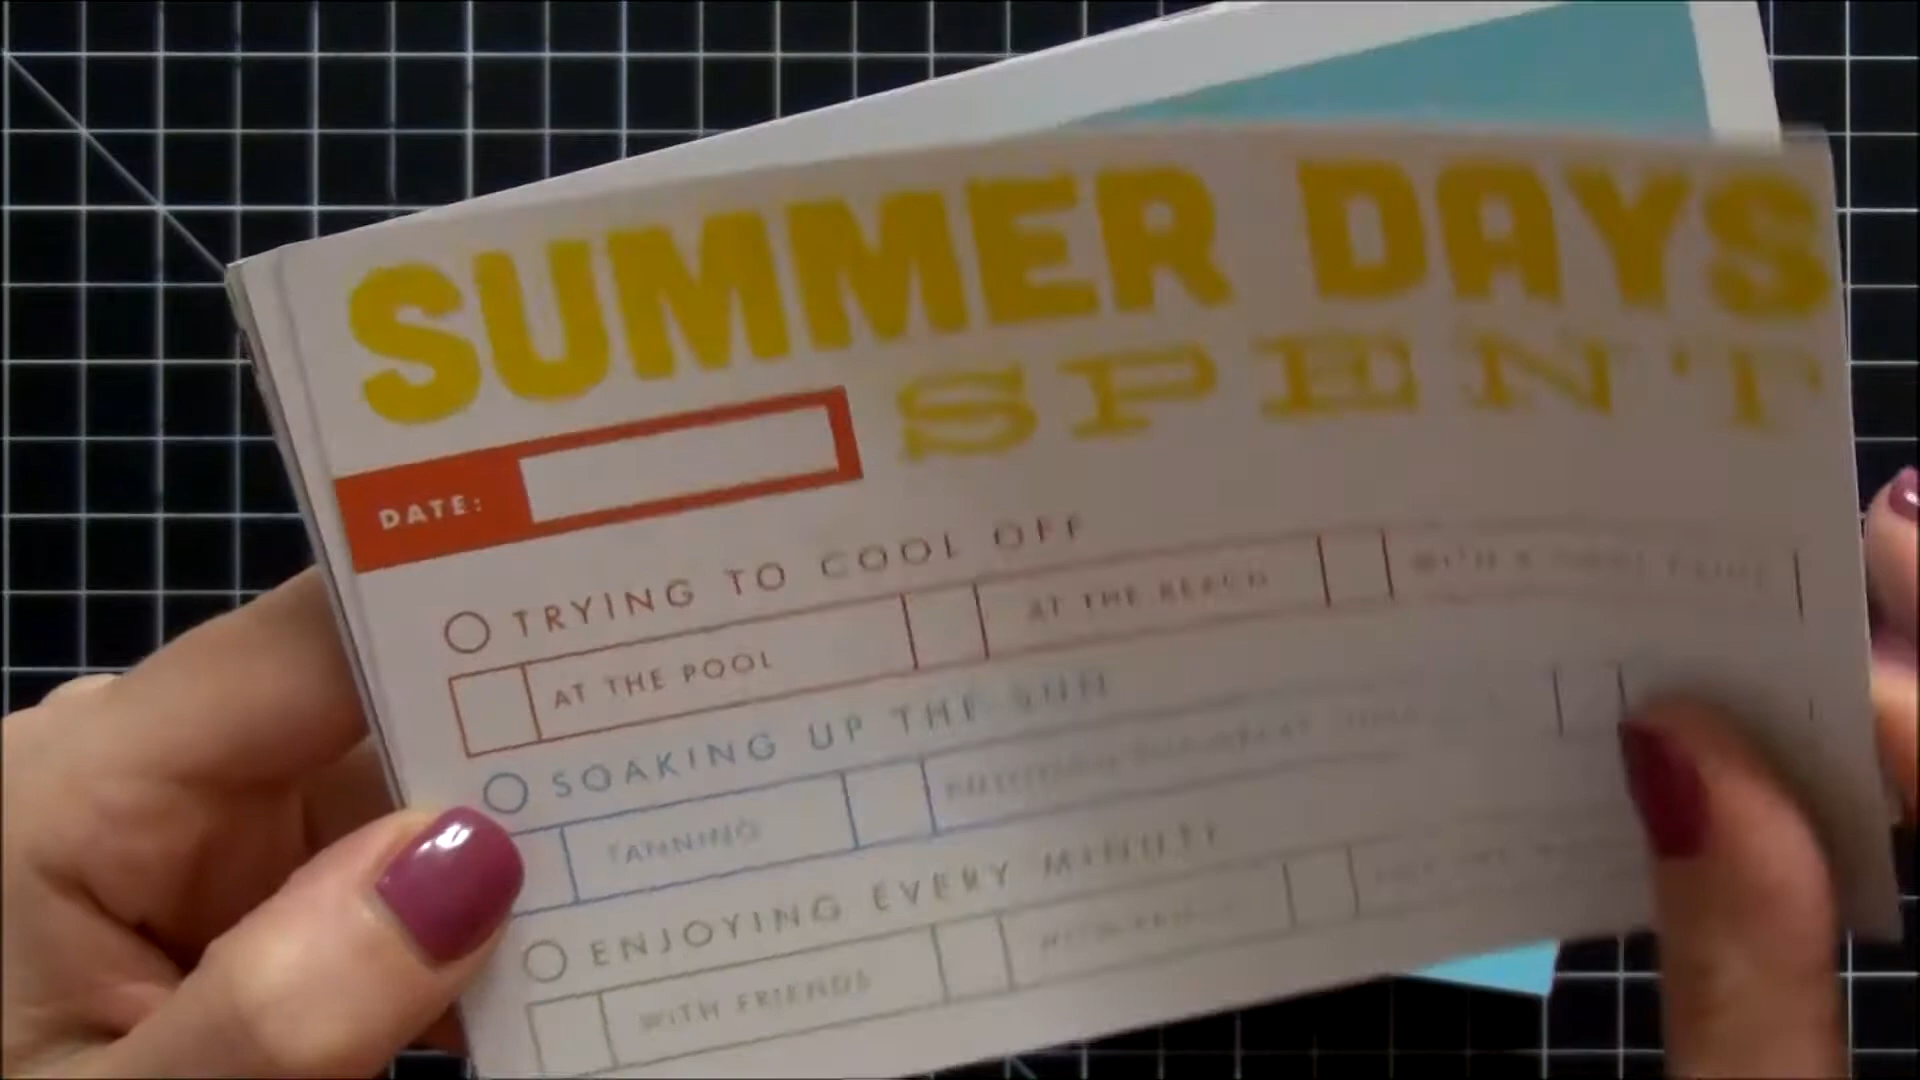 SUMMER DAYS
SPENT
DATE:
TRYING TO COOL OFF
AT THE POOL AT THE BEACH WITH A
SOAKING UP THE SUN
TANNING
ENJOYING EVERY MINUTE
WITH FRIENDS